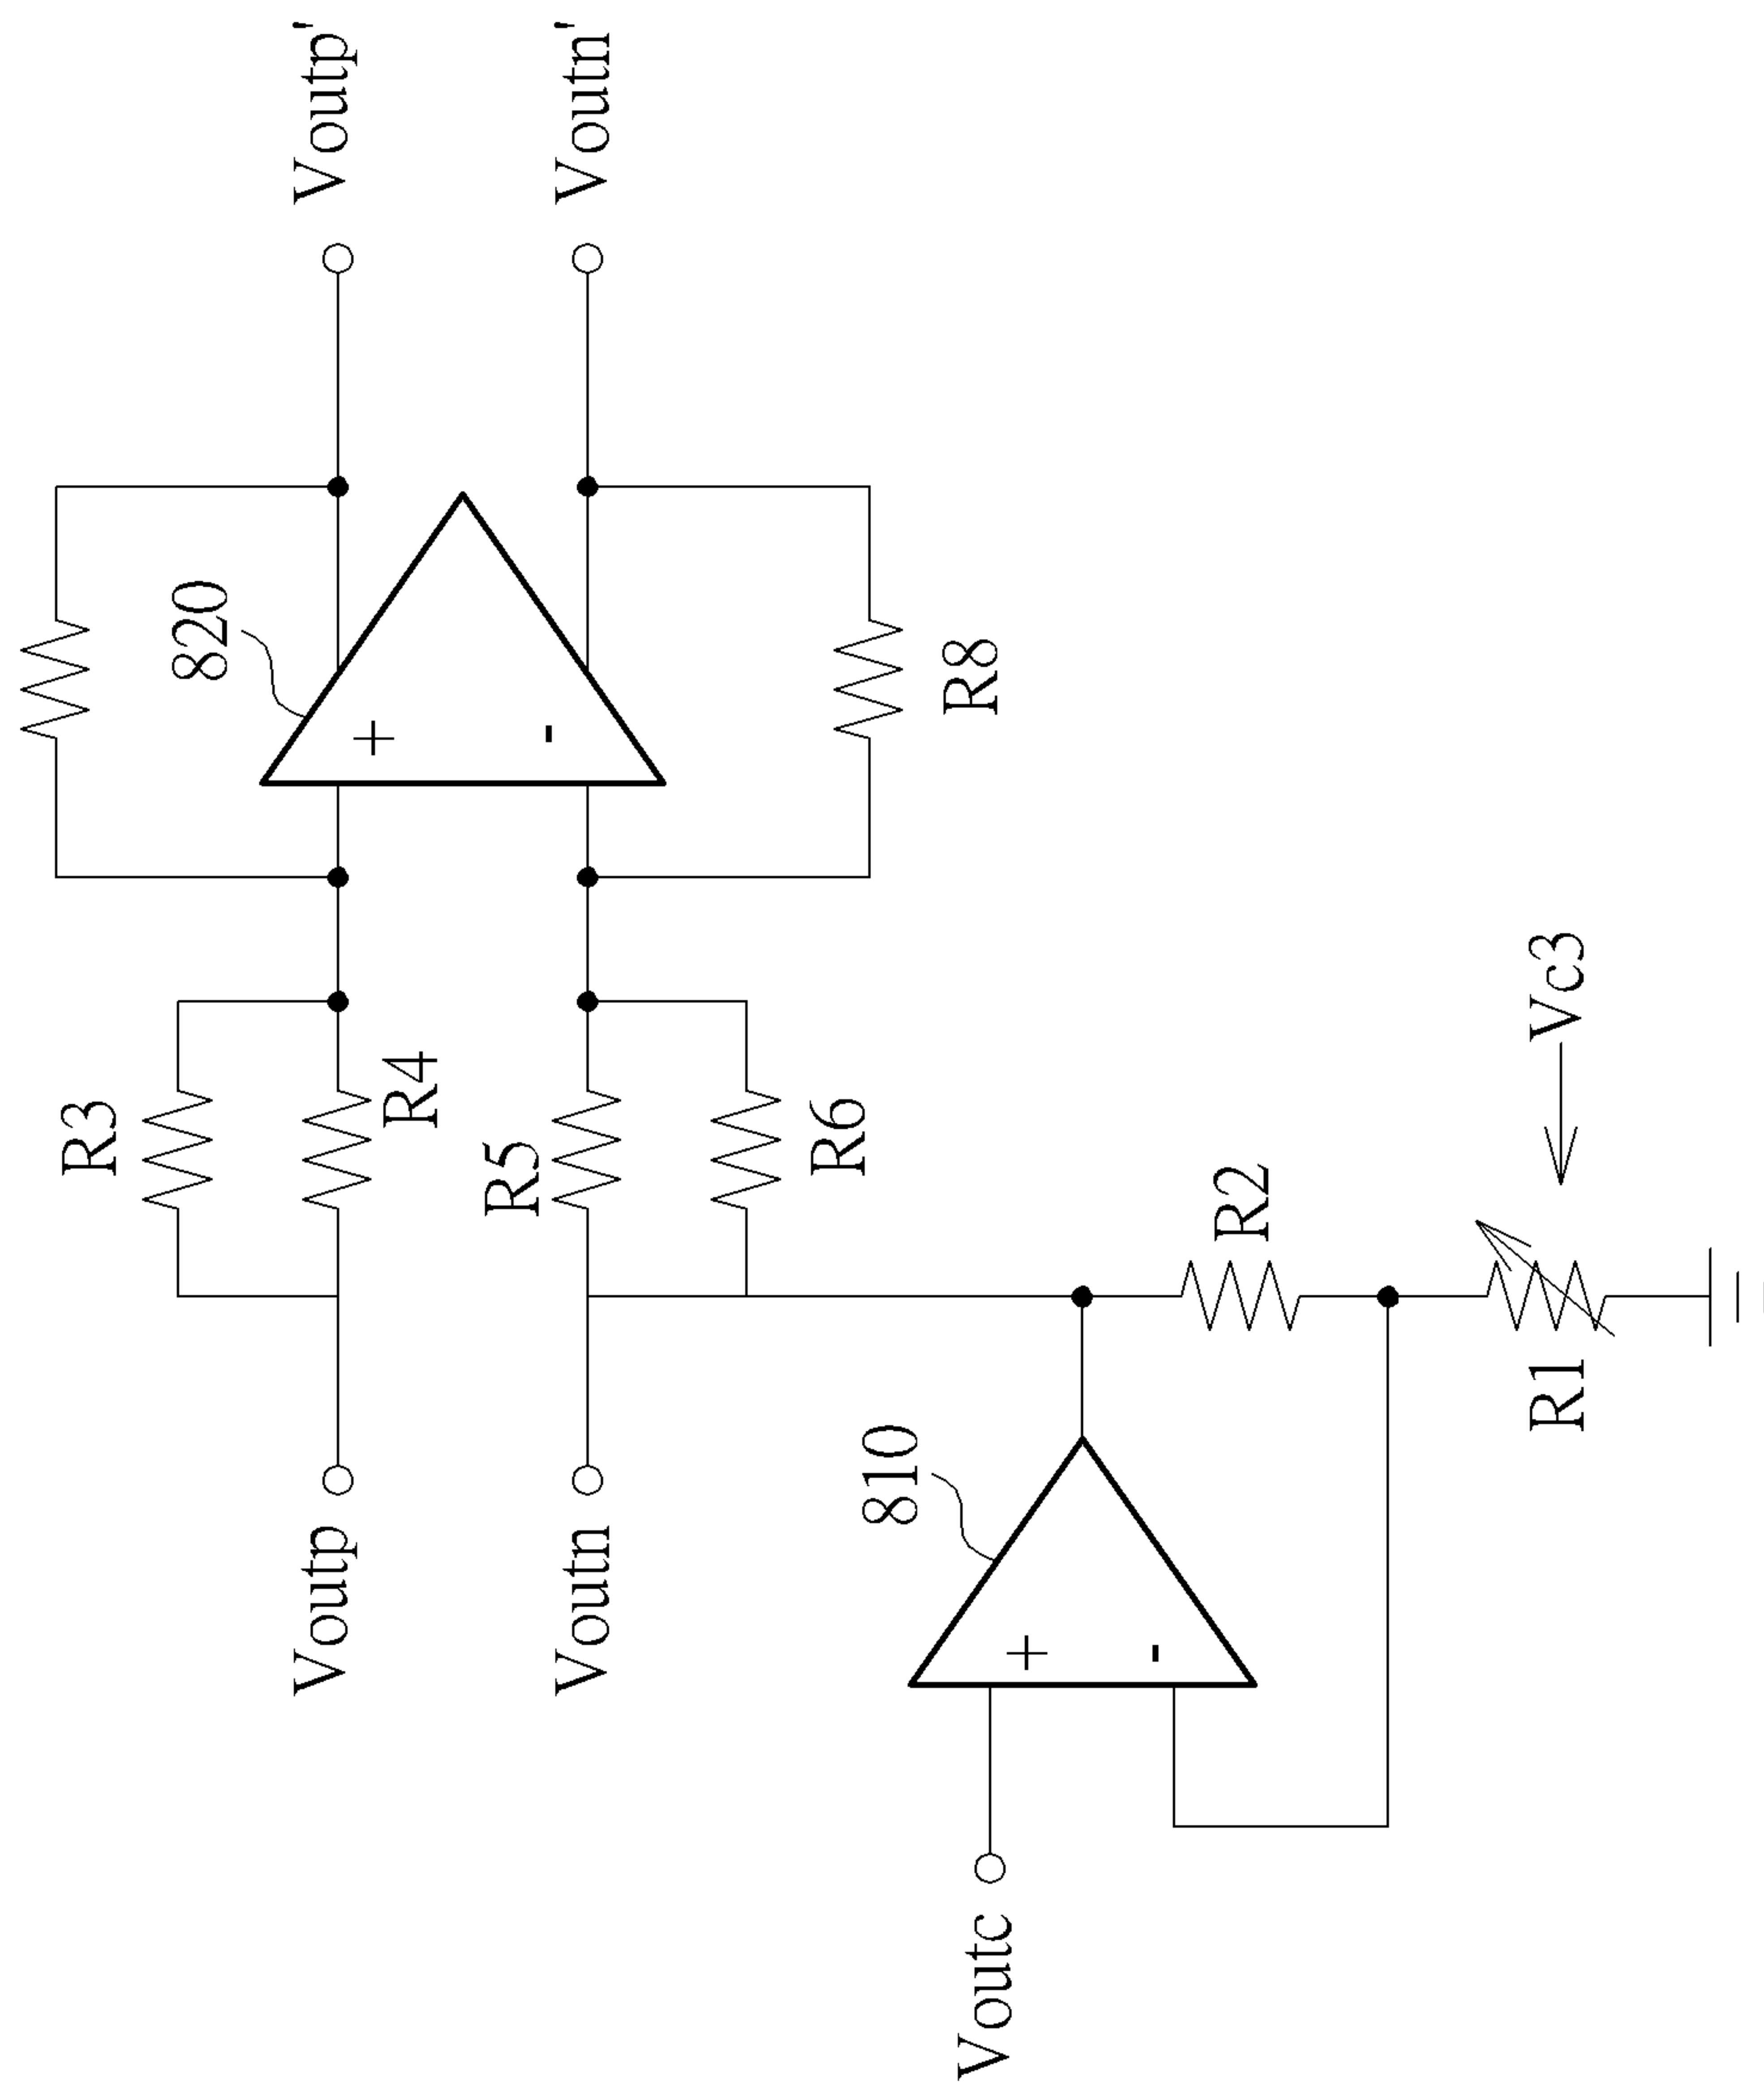 Voutp'
Voutn'
820
+
-
R8
R3
R4
R5
R6
Voutp
Voutn
810
+
-
R2
Vc3
R1
Voutc